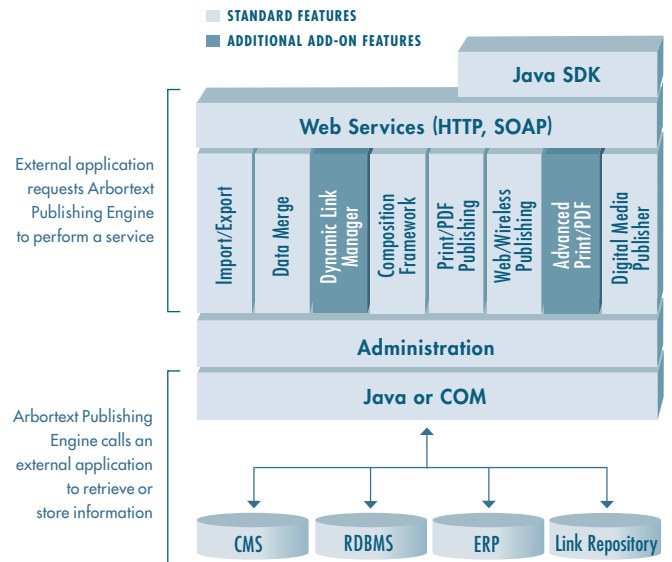 STANDARD FEATURES
ADDITIONAL ADD-ON FEATURES
Java SDK
Web Services (HTTP, SOAP)
External application
requests Arbortext
Publishing Engine
to perform a service
Import/Export
Data Merge
Dynamic Link
Manager
Composition
Framework
Print/PDF
Publishing
Web/Wireless
Publishing
Advanced
Print/PDF
Digital Media
Publisher
Administration
Java or COM
Arbortext Publishing
Engine calls an
external application
to retrieve or
store information
CMS
RDBMS
ERP
Link Repository